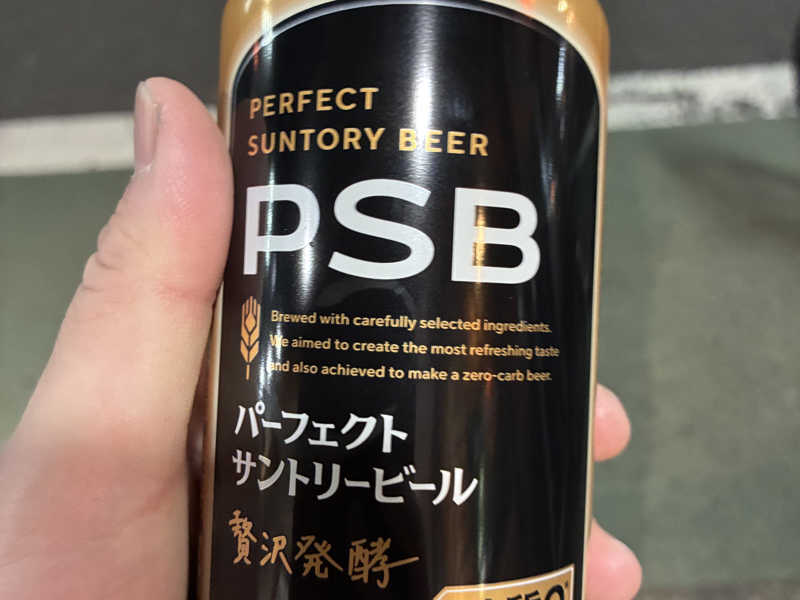 PERFECT
SUNTORY BEER
PSB
Brewed with carefully selected ingredients.
We aimed to create the most refreshing taste
and also achieved to make a zero-carb beer.
パーフェクト
サントリービール
贅沢発酵